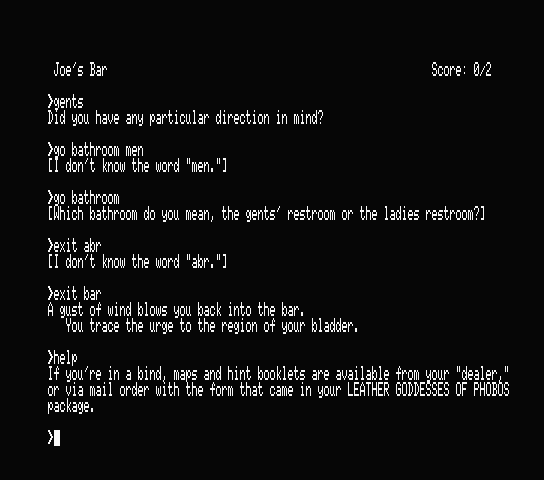 Joe's Bar Score: 0/2
>gents
Did you have any particular direction in mind?
>go bathroom men
[I don't know the word "men."]
>go bathroom
[Which bathroom do you mean, the gents' restroom or the ladies restroom?]
>exit abr
[I don't know the word "abr."]
>exit bar
A gust of wind blows you back into the bar.
You trace the urge to the region of your bladder.
>help
If you're in a bind, maps and hint booklets are available from your "dealer,"
or via mail order with the form that came in your LEATHER GODDESSES OF PHOBOS
package.
>